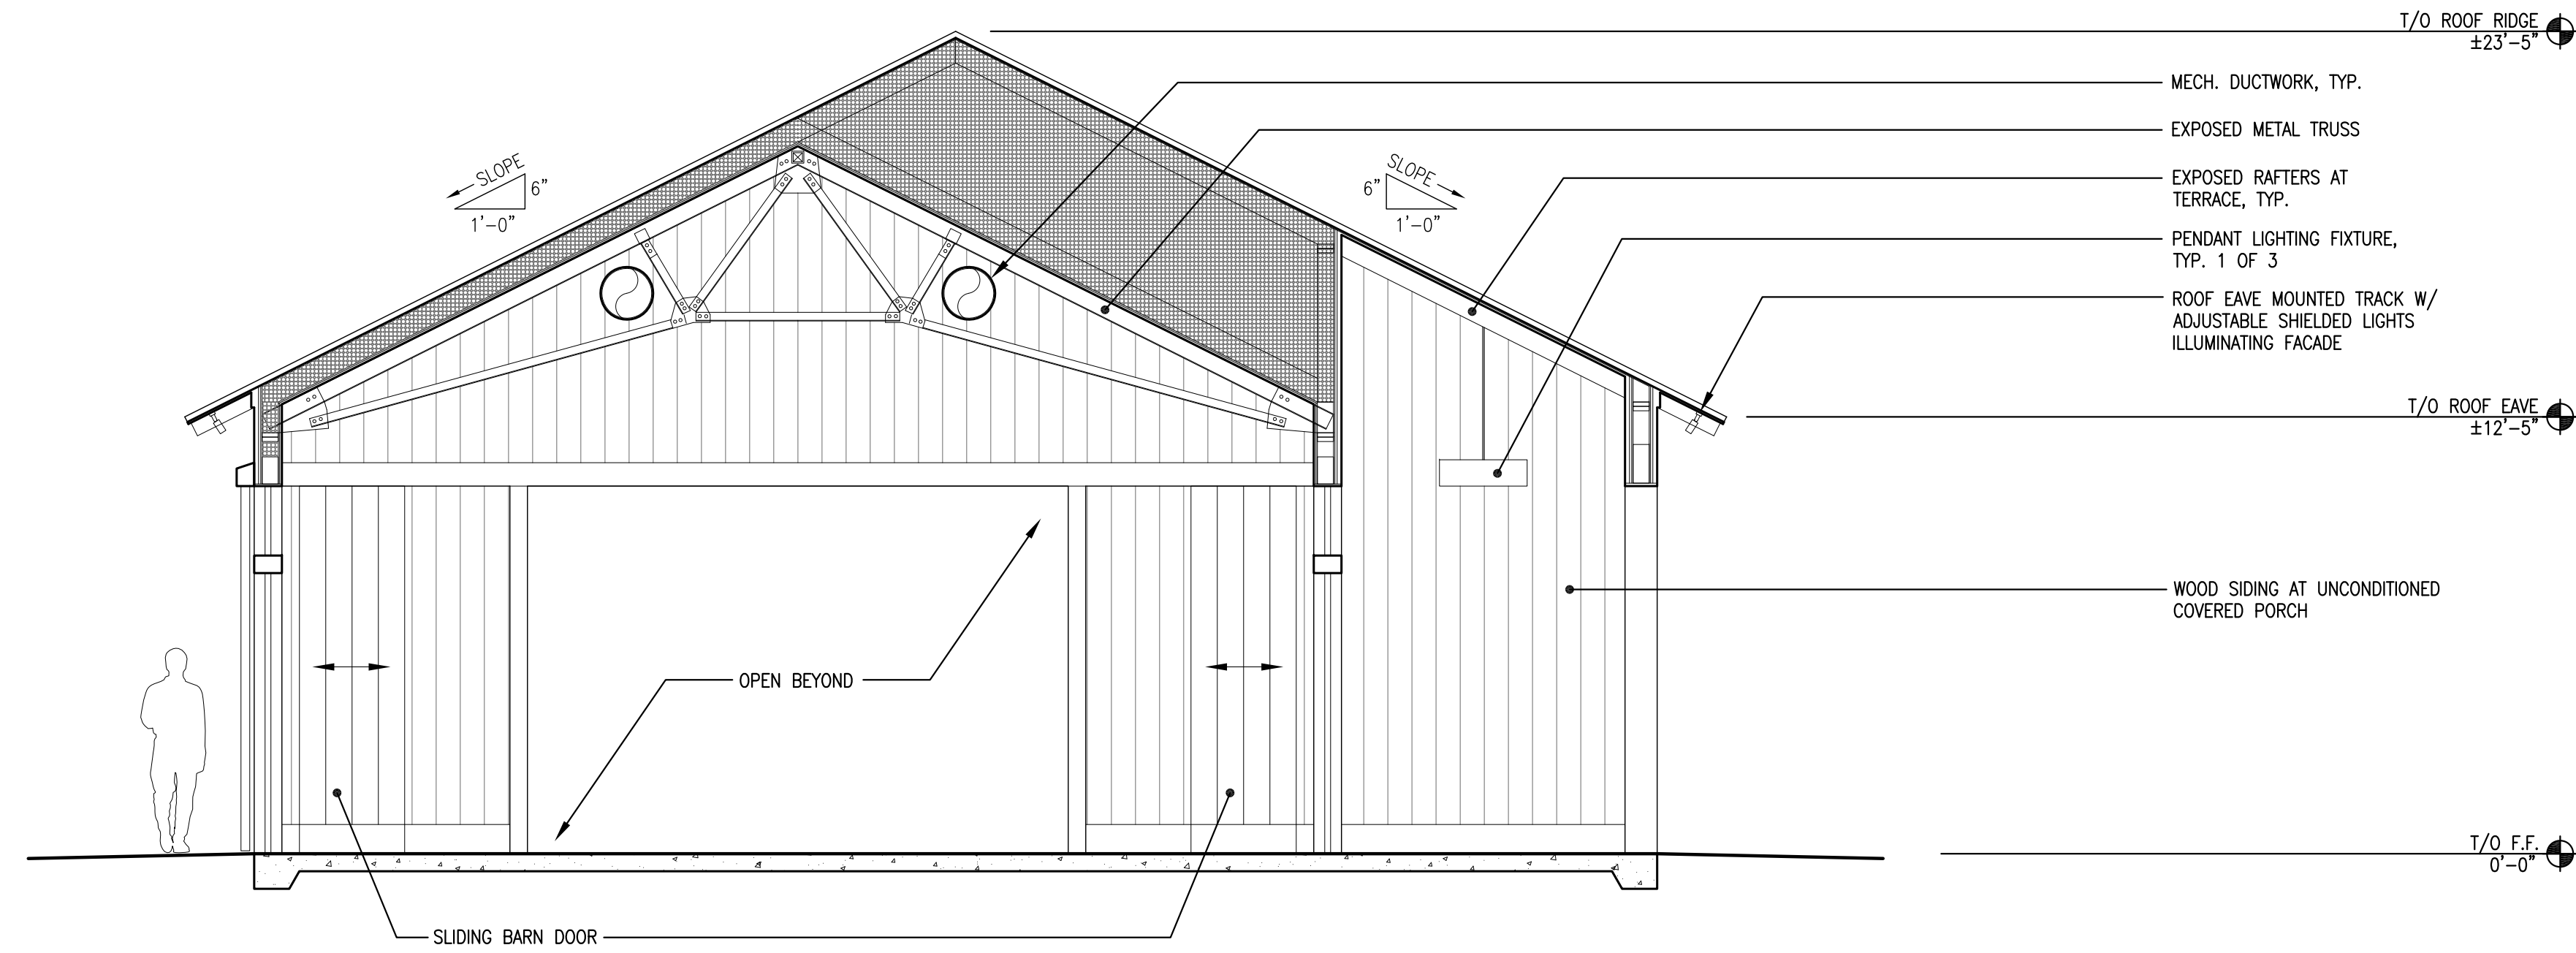 T/O ROOF RIDGE
±23'-5"
MECH. DUCTWORK, TYP.
EXPOSED METAL TRUSS
SLOPE
6"
1'-0"
SLOPE
6"
1'-0"
EXPOSED RAFTERS AT
TERRACE, TYP.
PENDANT LIGHTING FIXTURE,
TYP. 1 OF 3
ROOF EAVE MOUNTED TRACK W/
ADJUSTABLE SHIELDED LIGHTS
ILLUMINATING FACADE
T/O ROOF EAVE
±12'-5"
WOOD SIDING AT UNCONDITIONED
COVERED PORCH
OPEN BEYOND
T/O F.F.
0'-0"
SLIDING BARN DOOR